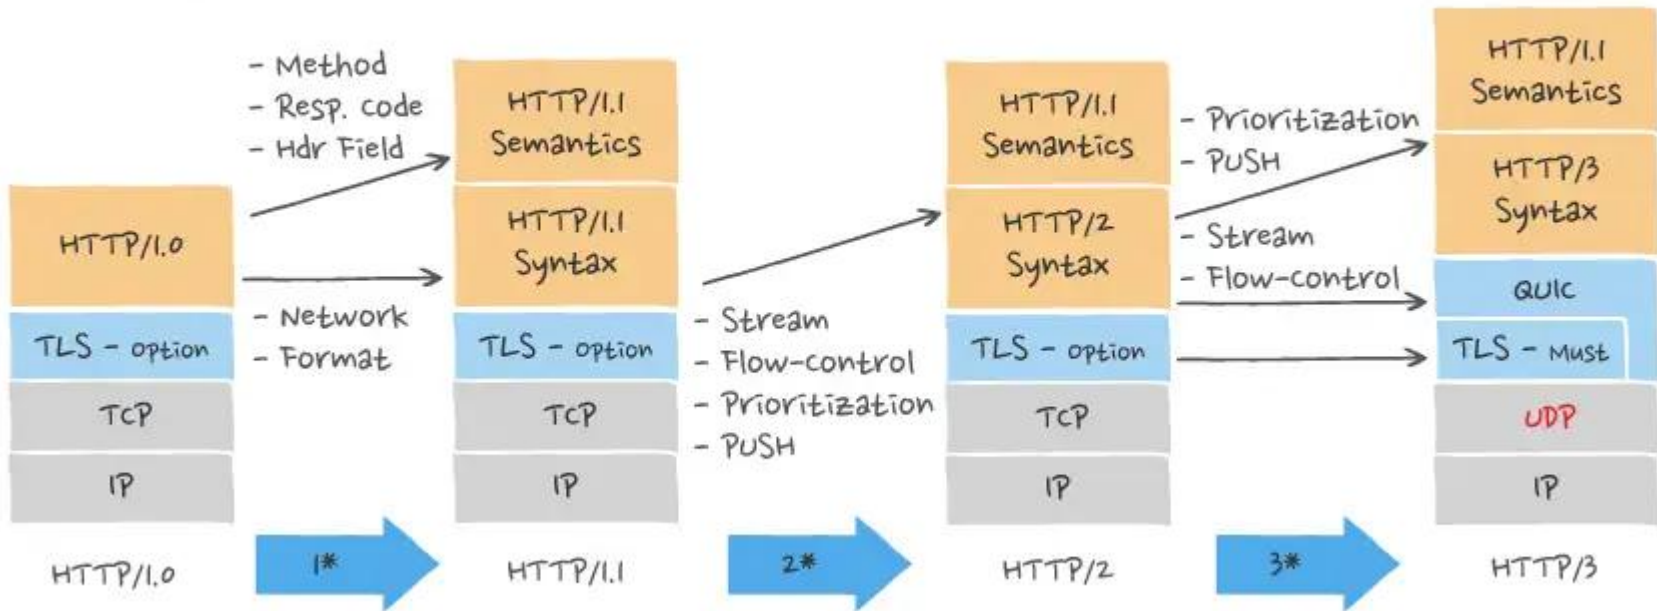 HTTP/1.0
TLS - option
TCP
IP
HTTP/1.0
- Method
- Resp. code
- Hdr Field
- Network
- Format
1*
HTTP/1.1
Semantics
HTTP/1.1
Syntax
TLS - option
TCP
IP
HTTP/1.1
- Stream
- Flow-control
- Prioritization
- PUSH
2*
HTTP/1.1
Semantics
HTTP/2
Syntax
TLS - option
TCP
IP
HTTP/2
- Prioritization
- PUSH
- Stream
- Flow-control
3*
HTTP/1.1
Semantics
HTTP/3
Syntax
QUIC
TLS - Must
UDP
IP
HTTP/3